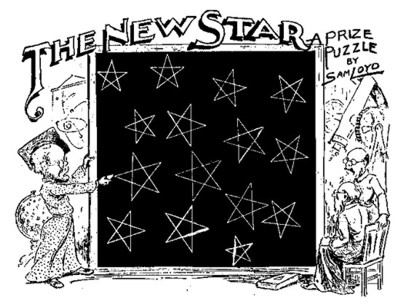 THE NEW STAR
A PRIZE
PUZZLE
BY
SAM LOYD